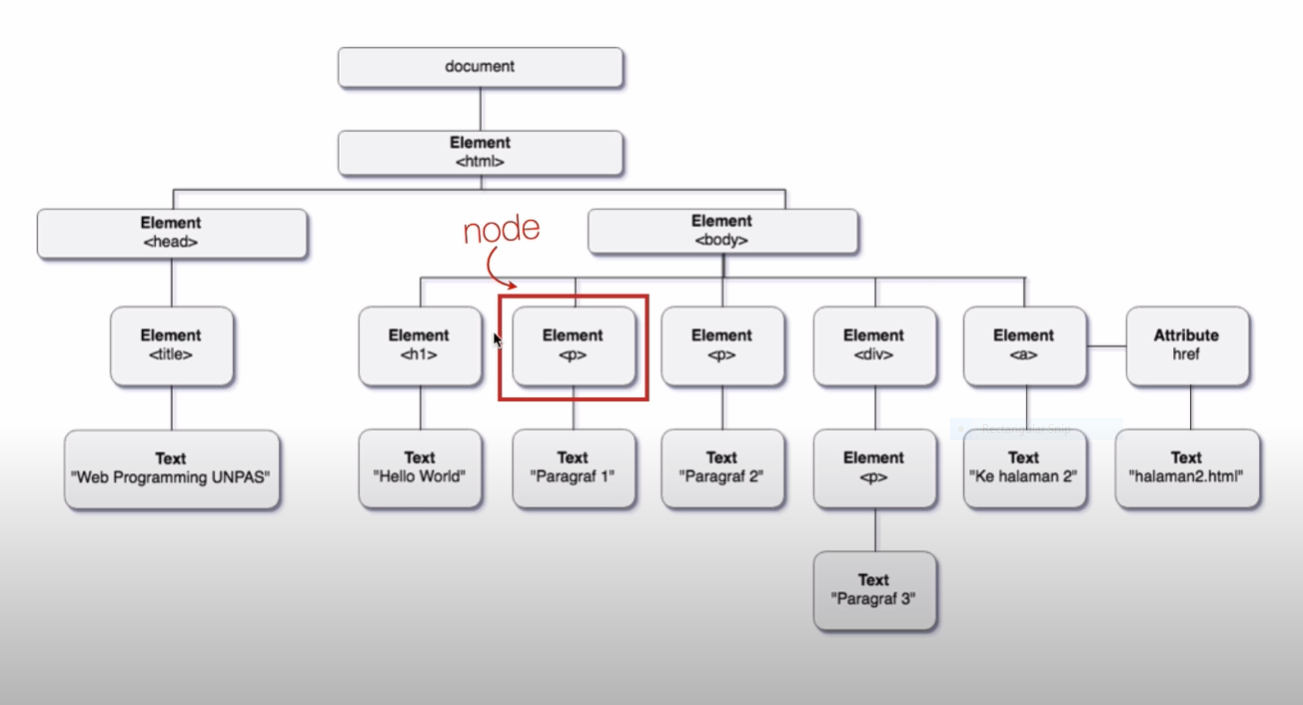 document
Element
<html>
Element
<head>
node
Element
<body>
Element
<title>
Element
<h1>
Element
<p>
Element
<p>
Element
<div>
Element
<a>
Attribute
href
Rectangular Snip
Text
"Web Programming UNPAS"
Text
"Hello World"
Text
"Paragraf 1"
Text
"Paragraf 2"
Element
<p>
Text
"Ke halaman 2"
Text
"halaman2.html"
Text
"Paragraf 3"